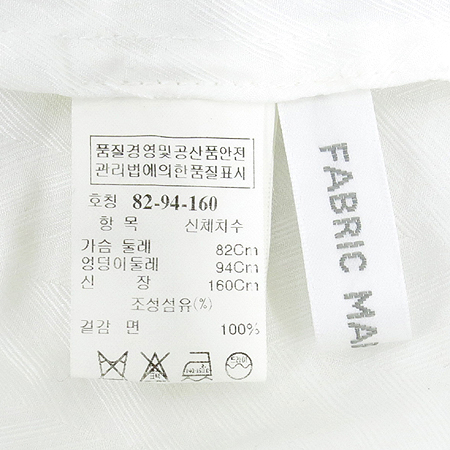 품질경영및공산품안전
관리법에의한품질표시
호칭 82-94-160
항 목 신체치수
가슴 둘레 82Cm
엉덩이둘레 94Cm
신 장 160Cm
조성섬유(%)
겉감 면 100%
FABRIC MA